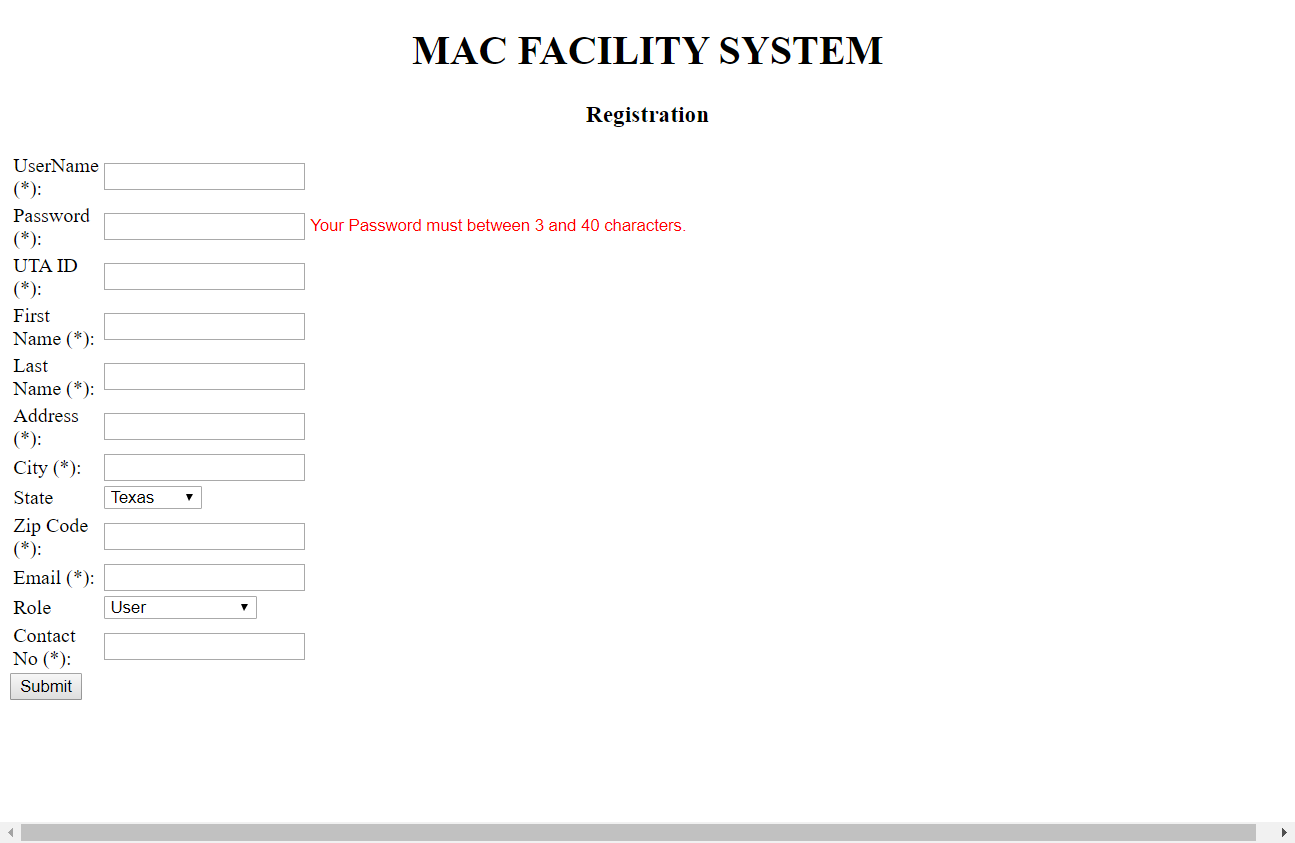 MAC FACILITY SYSTEM
Registration
UserName
(*):
Password
(*):
Your Password must between 3 and 40 characters.
UTA ID
(*):
First
Name (*):
Last
Name (*):
Address
(*):
City (*):
State
Texas
Zip Code
(*):
Email (*):
Role
User
Contact
No (*):
Submit